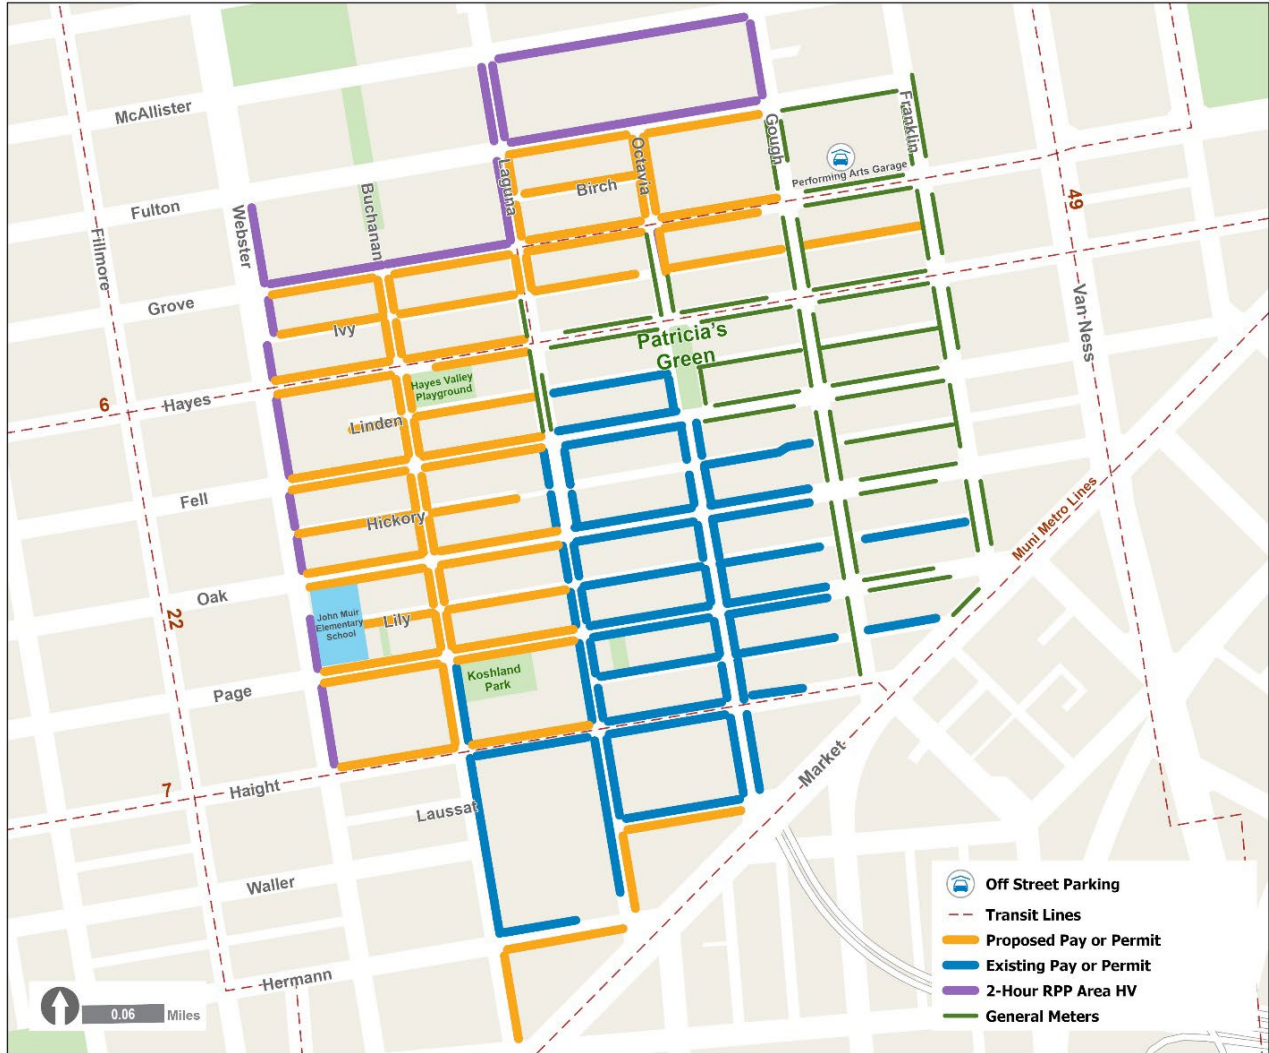 McAllister
Fulton
Grove
Hayes
Fell
Oak
Page
Haight
Laussat
Waller
Hermann
Fillmore
Webster
Buchanan
Laguna
Octavia
Gough
Franklin
Van Ness
Market
Birch
Ivy
Linden
Hickory
Lily
Performing Arts Garage
Patricia's
Green
Hayes Valley
Playground
John Muir
Elementary
School
Koshland
Park
Muni Metro Lines
49
6
22
7
Off Street Parking
Transit Lines
Proposed Pay or Permit
Existing Pay or Permit
2-Hour RPP Area HV
General Meters
0.06 Miles